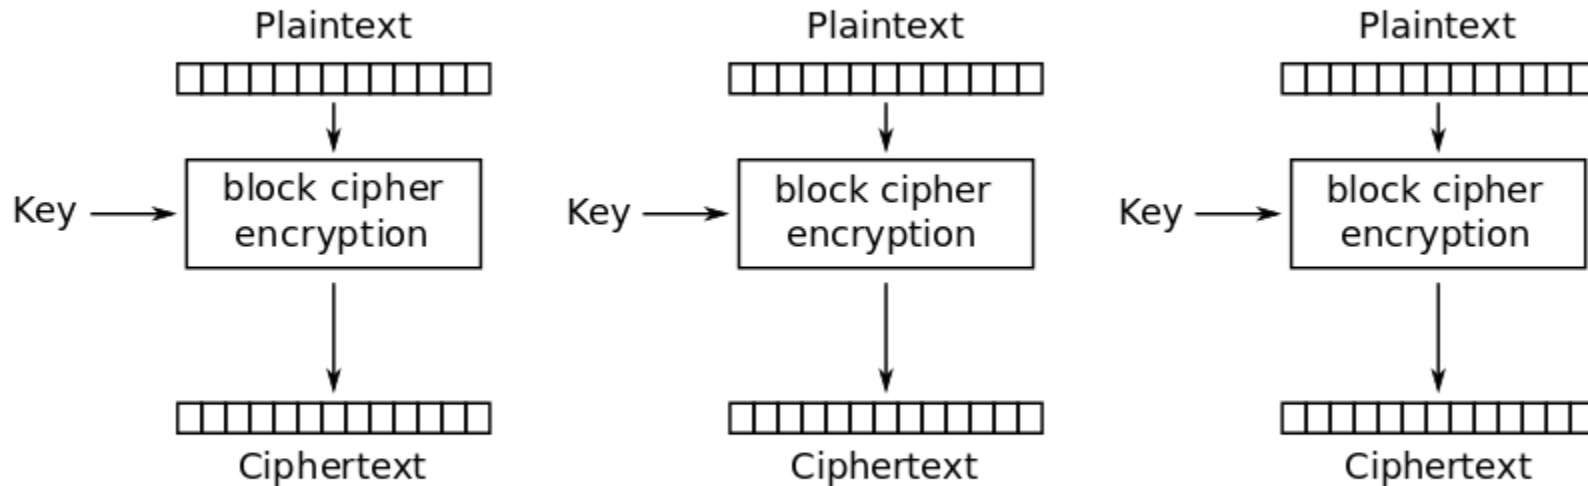 Plaintext Plaintext Plaintext
Key block cipher encryption Key block cipher encryption Key block cipher encryption
Ciphertext Ciphertext Ciphertext